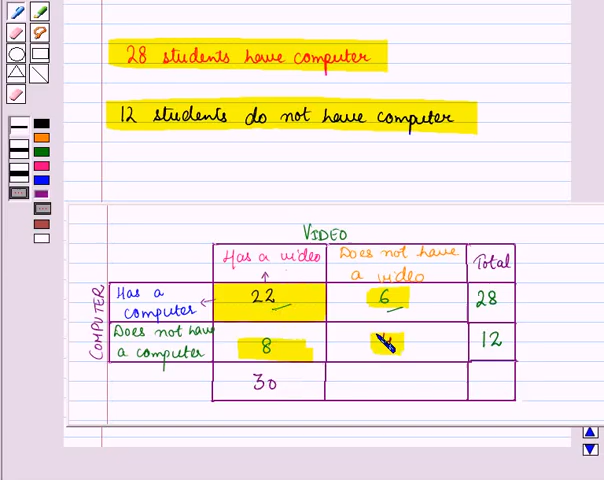 28 students have computer
12 students do not have computer
VIDEO
Has a video
Does not have a video
Total
COMPUTER
Has a computer
22
6
28
Does not have a computer
8
12
30